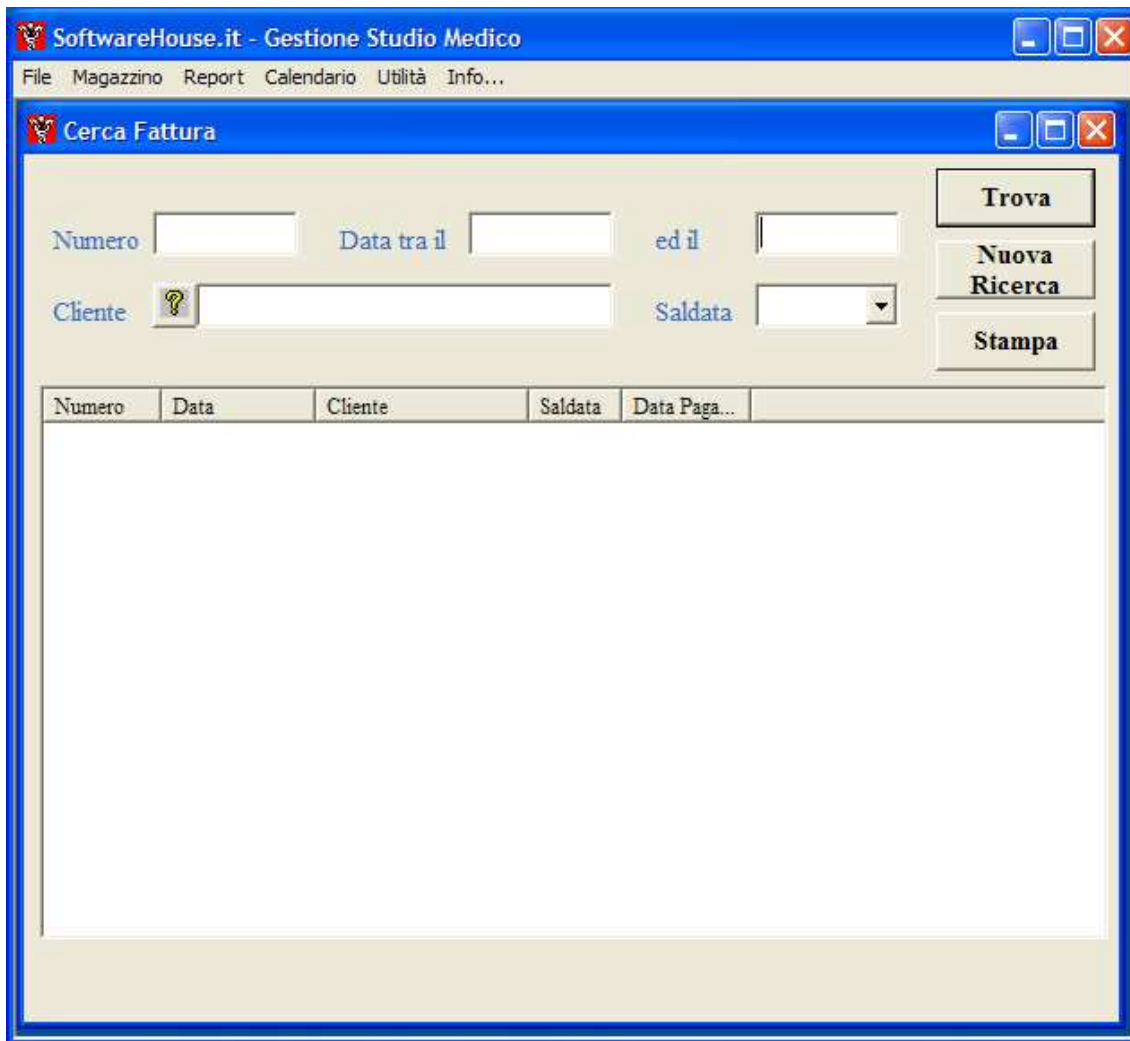 SoftwareHouse.it - Gestione Studio Medico
File Magazzino Report Calendario Utilità Info...
Cerca Fattura
Trova
Numero Data tra il ed il
Nuova
Ricerca
Cliente ? Saldata
Stampa
Numero Data Cliente Saldata Data Paga...